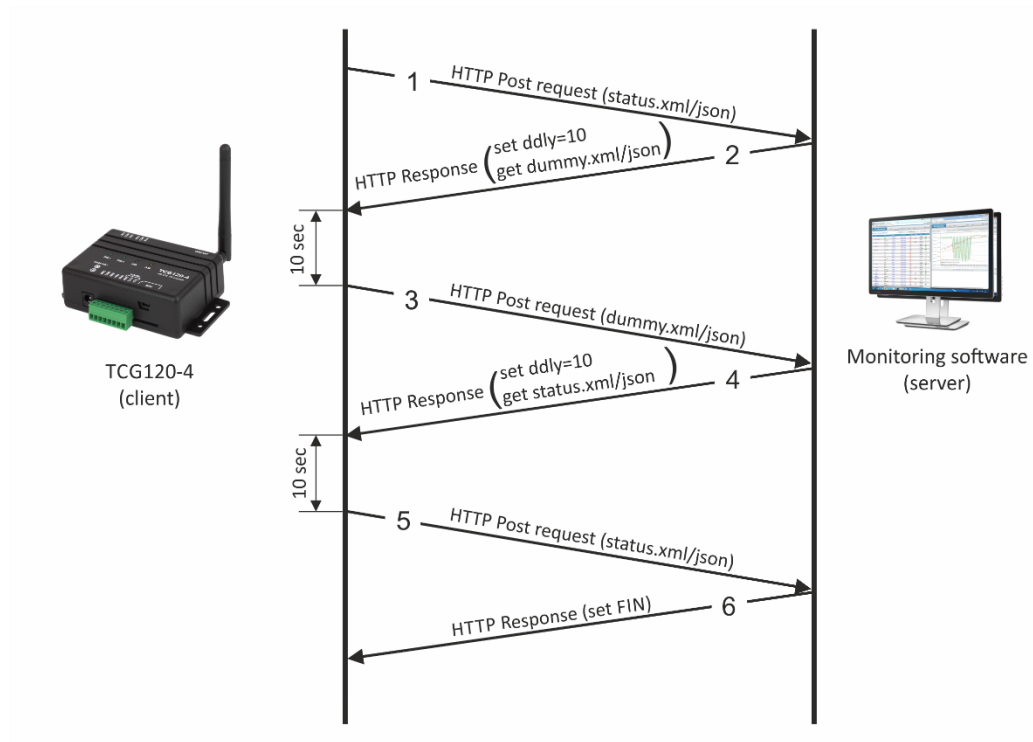 1 HTTP Post request (status.xml/json)
HTTP Response (set ddly=10
get dummy.xml/json) 2
10 sec
3 HTTP Post request (dummy.xml/json)
HTTP Response (set ddly=10
get status.xml/json ) 4
10 sec
5 HTTP Post request (status.xml/json)
HTTP Response (set FIN) 6
TCG120-4
TCG120-4
(client)
Monitoring software
(server)